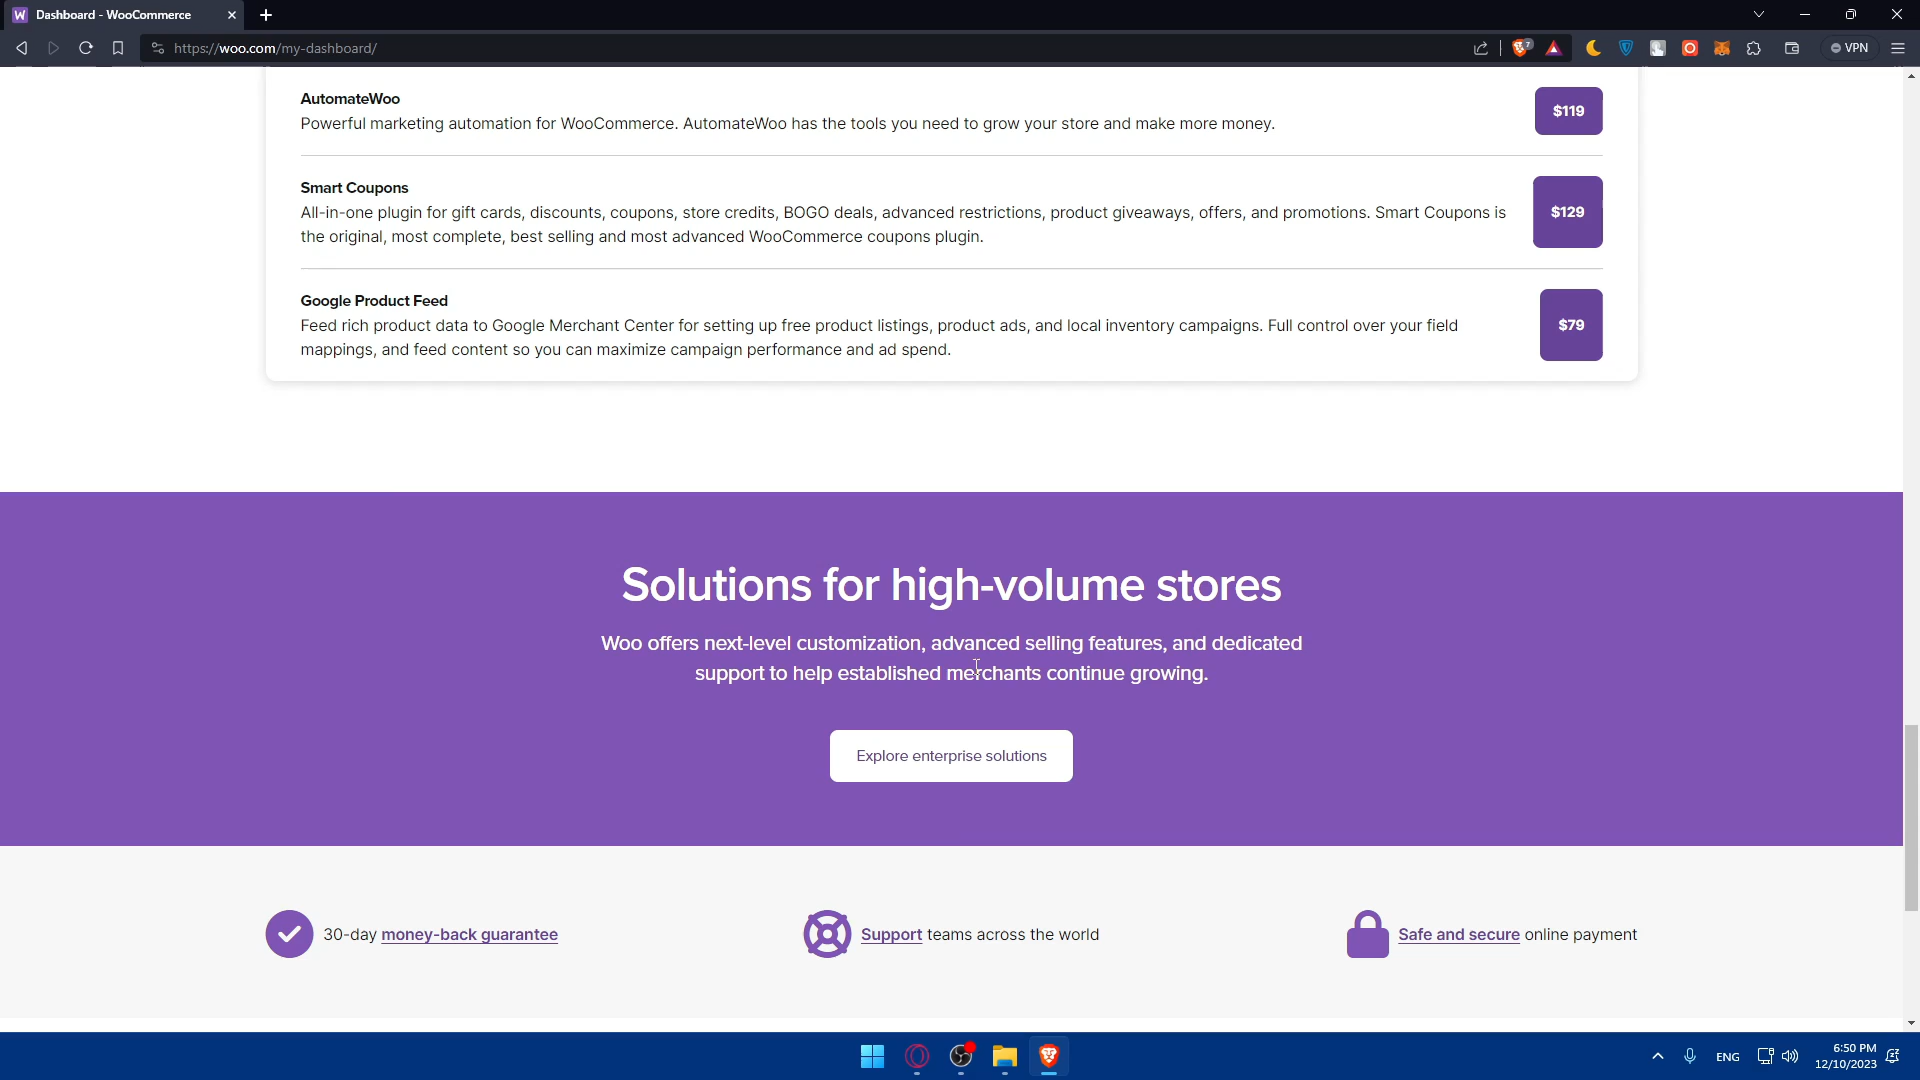 W Dashboard - WooCommerce
https://woo.com/my-dashboard/
7
VPN
AutomateWoo
Powerful marketing automation for WooCommerce. AutomateWoo has the tools you need to grow your store and make more money.
$119
Smart Coupons
All-in-one plugin for gift cards, discounts, coupons, store credits, BOGO deals, advanced restrictions, product giveaways, offers, and promotions. Smart Coupons is
the original, most complete, best selling and most advanced WooCommerce coupons plugin.
$129
Google Product Feed
Feed rich product data to Google Merchant Center for setting up free product listings, product ads, and local inventory campaigns. Full control over your field
mappings, and feed content so you can maximize campaign performance and ad spend.
$79
Solutions for high-volume stores
Woo offers next-level customization, advanced selling features, and dedicated
support to help established merchants continue growing.
Explore enterprise solutions
30-day money-back guarantee
Support teams across the world
Safe and secure online payment
ENG
6:50 PM
12/10/2023